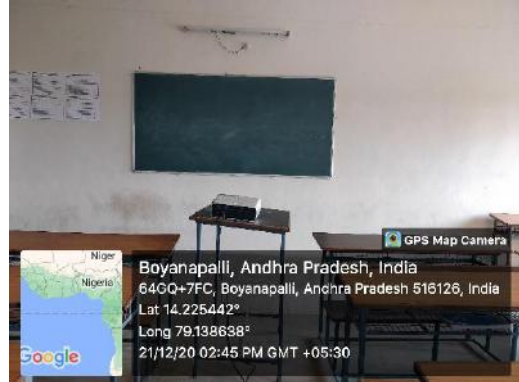 GPS Map Camera
Niger
Nigeria
Google
Boyanapalli, Andhra Pradesh, India
64GQ+7FC, Boyanapalli, Andhra Pradesh 516126, India
Lat 14.225442°
Long 79.138638°
21/12/20 02:45 PM GMT +05:30